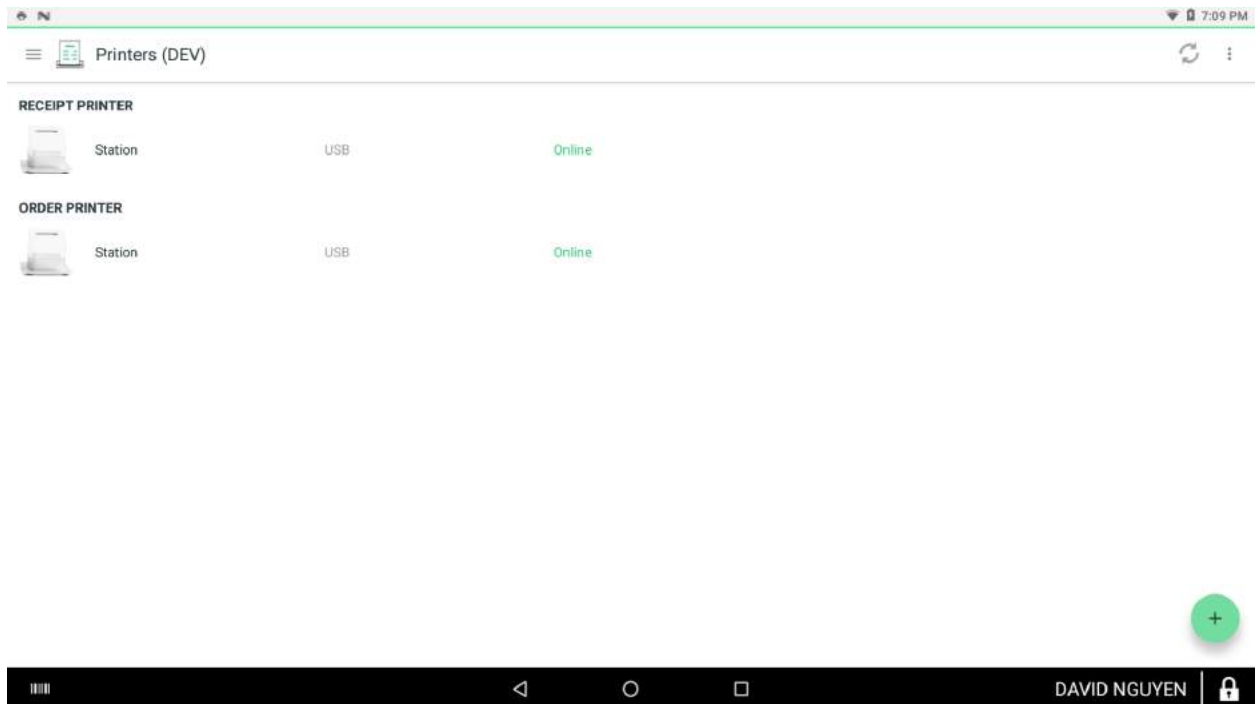 7:09 PM
Printers (DEV)
RECEIPT PRINTER
Station USB Online
ORDER PRINTER
Station USB Online
+
DAVID NGUYEN